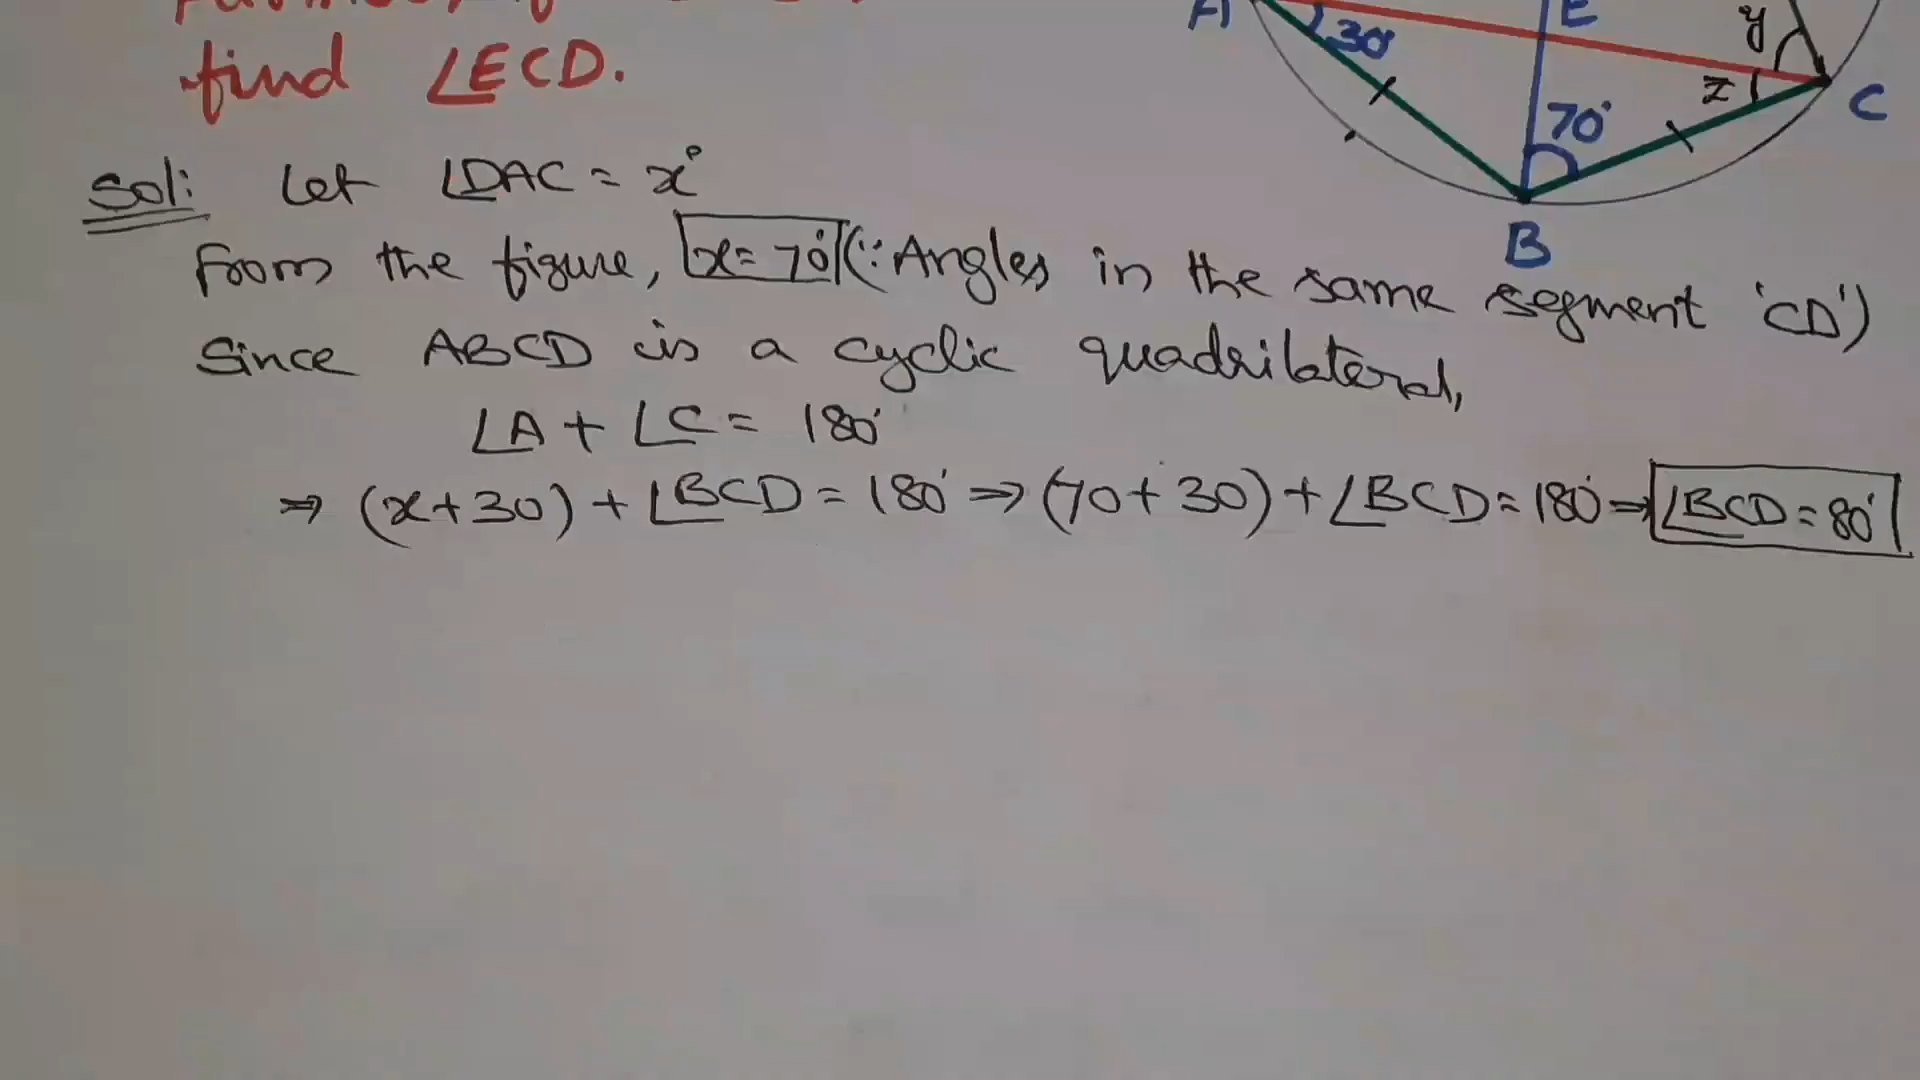 find ∠ECD.
A
E
30°
y
z
C
70°
B
Sol: Let ∠DAC = x°
From the figure, x = 70° (∵ Angles in the same segment 'CD')
Since ABCD is a cyclic quadrilateral,
∠A + ∠C = 180°
⇒ (x+30) + ∠BCD = 180° ⇒ (70+30) + ∠BCD = 180° ⇒ ∠BCD = 80°